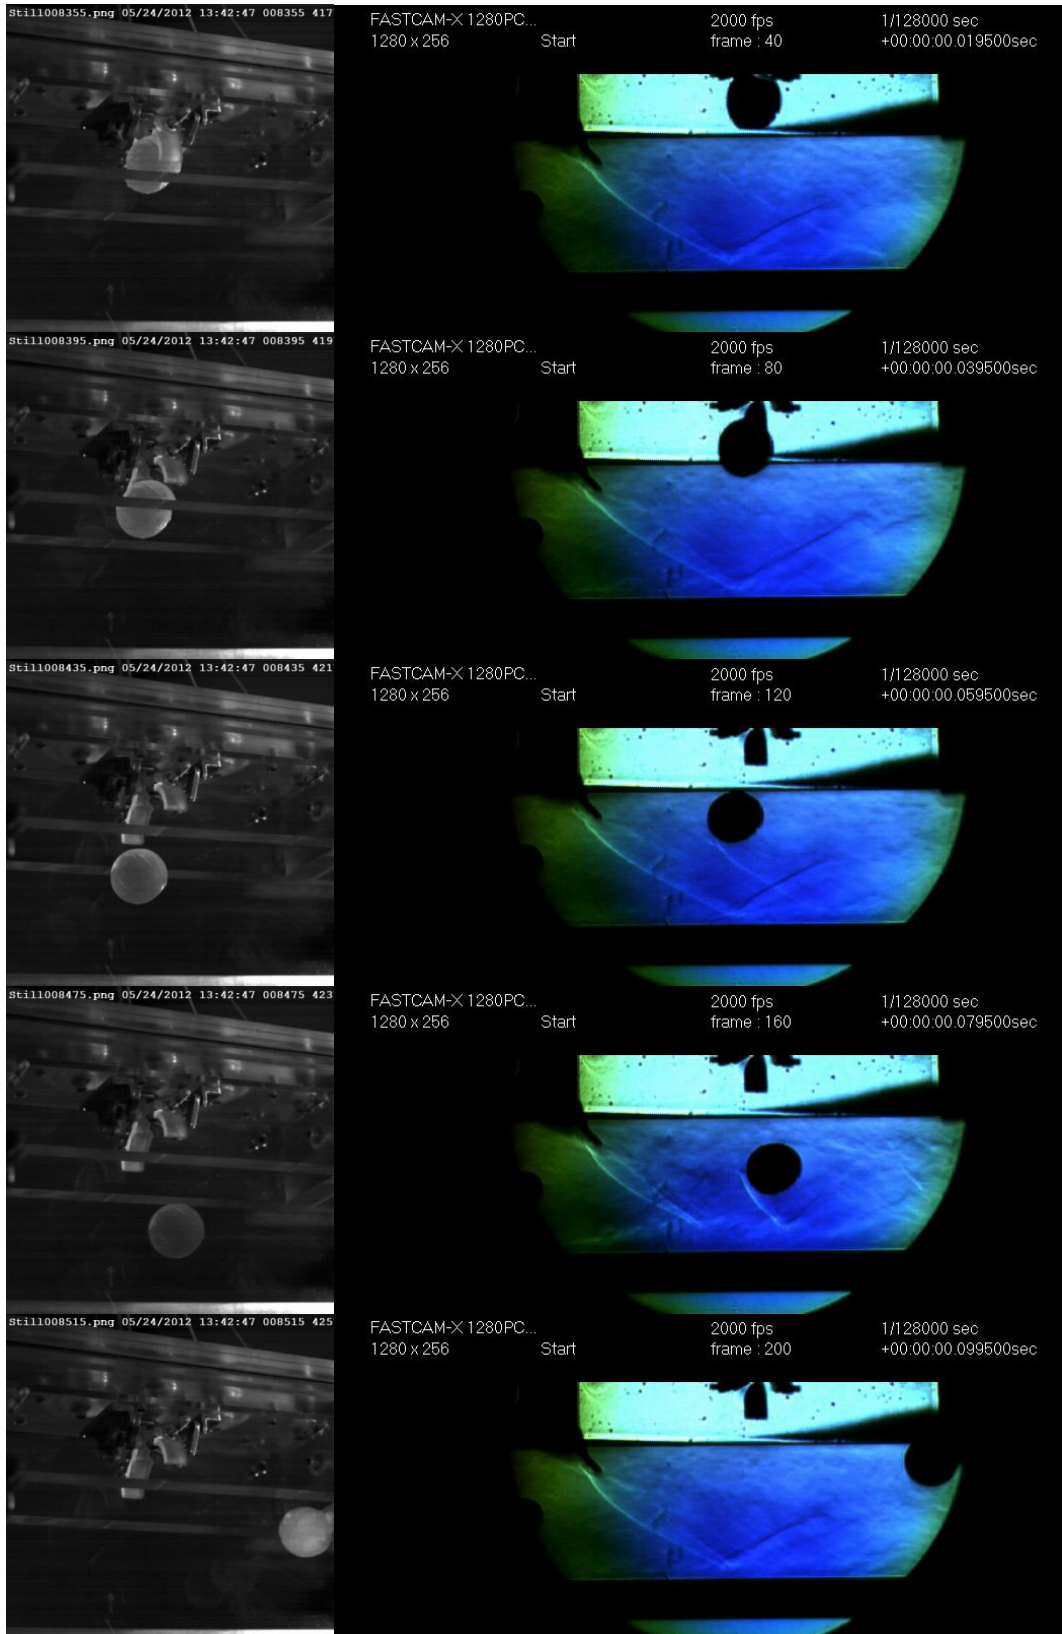 Still008355.png 05/24/2012 13:42:47 008355 417
FASTCAM-X 1280PC... 2000 fps 1/128000 sec
1280 x 256 Start frame : 40 +00:00:00.019500sec
Still008395.png 05/24/2012 13:42:47 008395 419
FASTCAM-X 1280PC... 2000 fps 1/128000 sec
1280 x 256 Start frame : 80 +00:00:00.039500sec
Still008435.png 05/24/2012 13:42:47 008435 421
FASTCAM-X 1280PC... 2000 fps 1/128000 sec
1280 x 256 Start frame : 120 +00:00:00.059500sec
Still008475.png 05/24/2012 13:42:47 008475 423
FASTCAM-X 1280PC... 2000 fps 1/128000 sec
1280 x 256 Start frame : 160 +00:00:00.079500sec
Still008515.png 05/24/2012 13:42:47 008515 425
FASTCAM-X 1280PC... 2000 fps 1/128000 sec
1280 x 256 Start frame : 200 +00:00:00.099500sec